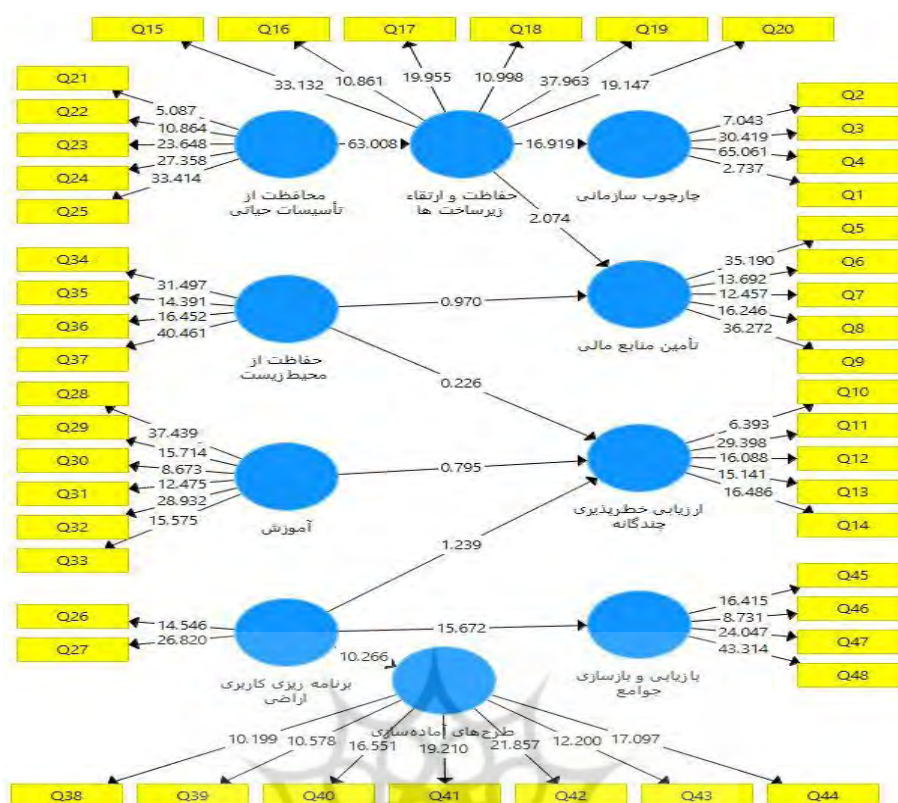 Q15 Q16 Q17 Q18 Q19 Q20
33.132 10.861 19.955 10.998 37.963 19.147
Q21
Q22
Q23
Q24
Q25
5.087
10.864
23.648
27.358
33.414
محافظت از
تأسیسات حیاتی
63.008
حفاظت و ارتقاء
زیرساخت ها
16.919
چارچوب سازمانی
7.043
30.419
65.061
2.737
Q2
Q3
Q4
Q1
2.074
Q34
Q35
Q36
Q37
31.497
14.391
16.452
40.461
حفاظت از
محیط زیست
0.970
0.226
تأمین منابع مالی
35.190
13.692
12.457
16.246
36.272
Q5
Q6
Q7
Q8
Q9
Q28
Q29
Q30
Q31
Q32
Q33
37.439
15.714
8.673
12.475
28.932
15.575
آموزش
0.795
ارزیابی خطرپذیری
چندگانه
6.393
29.398
16.088
15.141
16.486
Q10
Q11
Q12
Q13
Q14
1.239
Q26
Q27
14.546
26.820
برنامه ریزی کاربری
اراضی
15.672
10.266
بازیابی و بازسازی
جوامع
16.415
8.731
24.047
43.314
Q45
Q46
Q47
Q48
طرح‌های آماده‌سازی
10.199 10.578 16.551 19.210 21.857 12.200 17.097
Q38 Q39 Q40 Q41 Q42 Q43 Q44